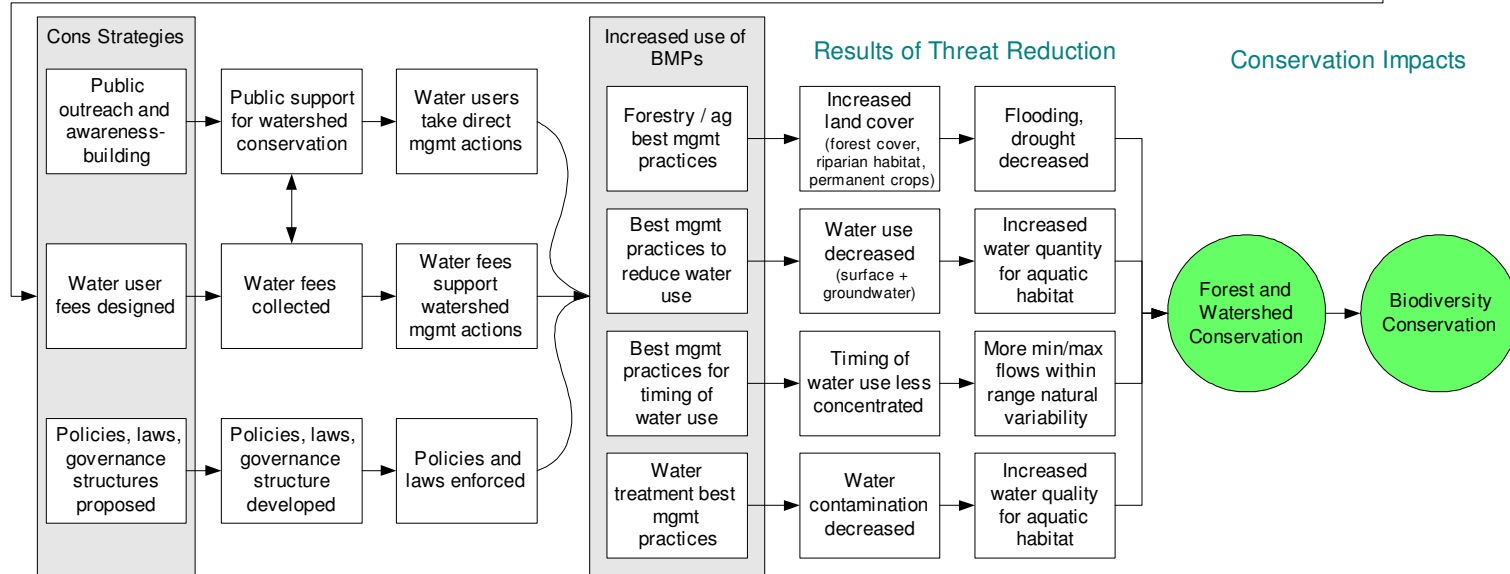 Cons Strategies
Public
outreach and
awareness-
building
Public support
for watershed
conservation
Water users
take direct
mgmt actions
Water user
fees designed
Water fees
collected
Water fees
support
watershed
mgmt actions
Policies, laws,
governance
structures
proposed
Policies, laws,
governance
structure
developed
Policies and
laws enforced
Increased use of
BMPs
Results of Threat Reduction
Conservation Impacts
Forestry / ag
best mgmt
practices
Increased
land cover
(forest cover,
riparian habitat,
permanent crops)
Flooding,
drought
decreased
Best mgmt
practices to
reduce water
use
Water use
decreased
(surface +
groundwater)
Increased
water quantity
for aquatic
habitat
Best mgmt
practices for
timing of
water use
Timing of
water use less
concentrated
More min/max
flows within
range natural
variability
Water
treatment best
mgmt
practices
Water
contamination
decreased
Increased
water quality
for aquatic
habitat
Forest and
Watershed
Conservation
Biodiversity
Conservation